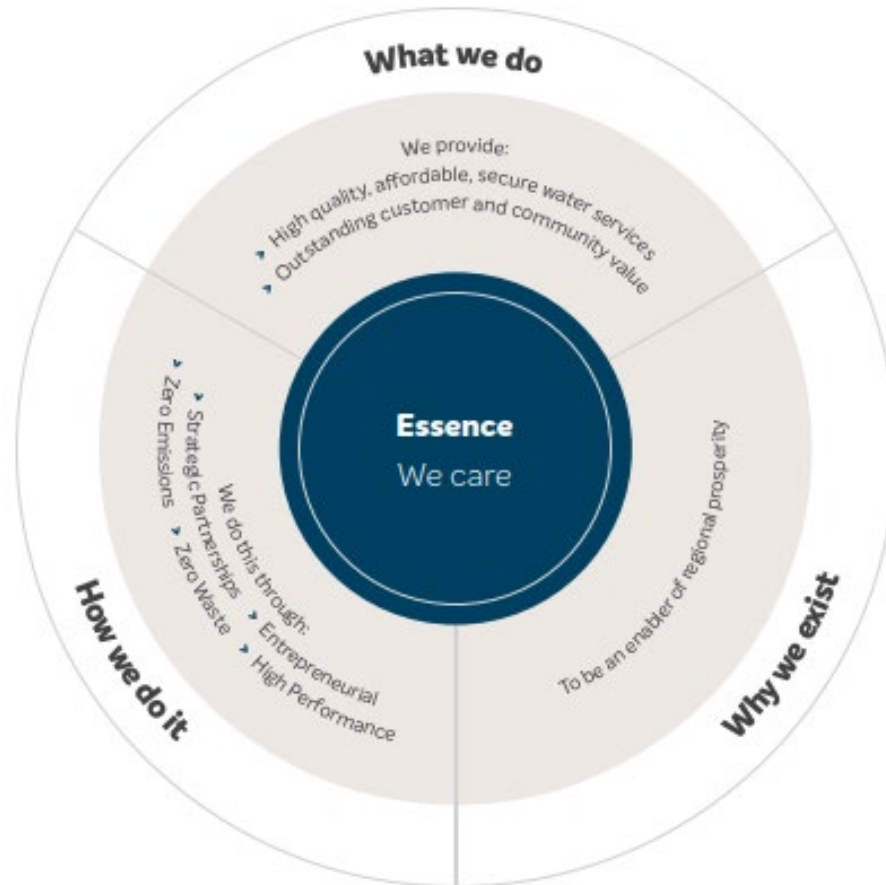 What we do
We provide:
› High quality, affordable, secure water services
› Outstanding customer and community value
Essence
We care
Why we exist
To be an enabler of regional prosperity
How we do it
We do this through:
› Strategic Partnerships › Entrepreneurial
› Zero Emissions › Zero Waste › High Performance